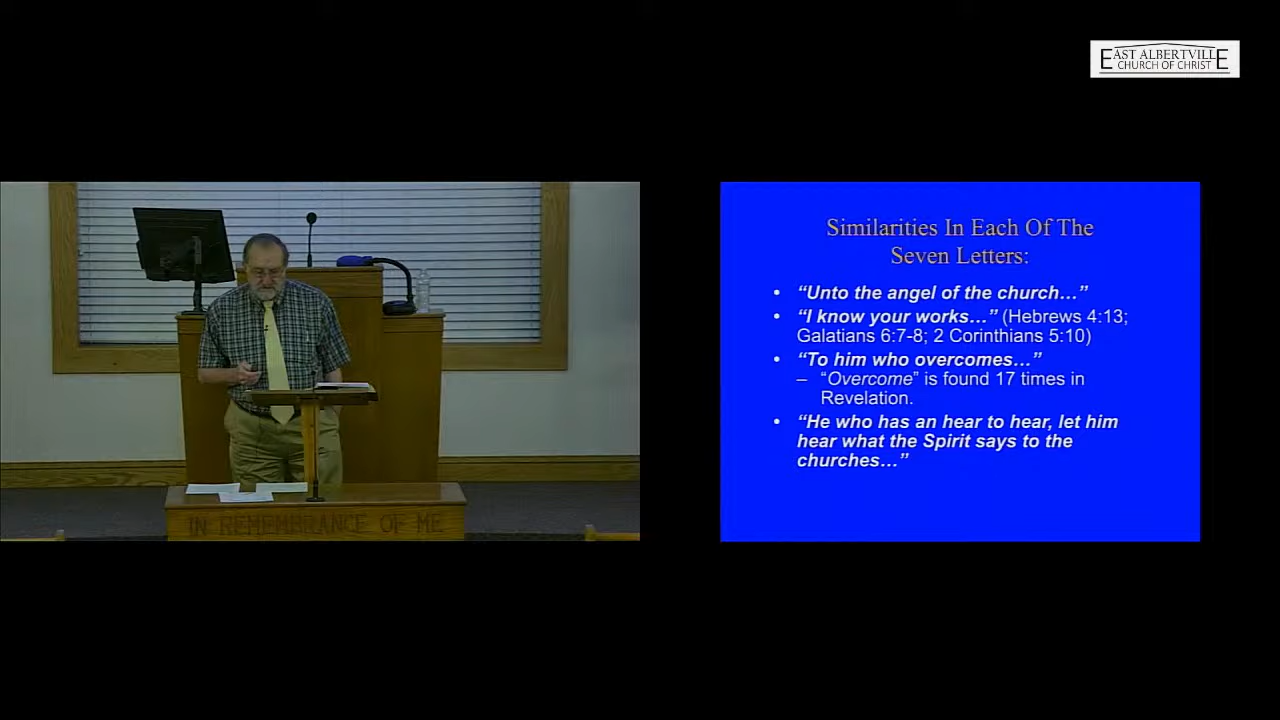 EAST ALBERTVILLE
CHURCH OF CHRIST
Similarities In Each Of The
Seven Letters:
• “Unto the angel of the church…”
• “I know your works…” (Hebrews 4:13;
Galatians 6:7-8; 2 Corinthians 5:10)
• “To him who overcomes…”
– “Overcome” is found 17 times in
Revelation.
• “He who has an hear to hear, let him
hear what the Spirit says to the
churches…”
IN REMEMBRANCE OF ME